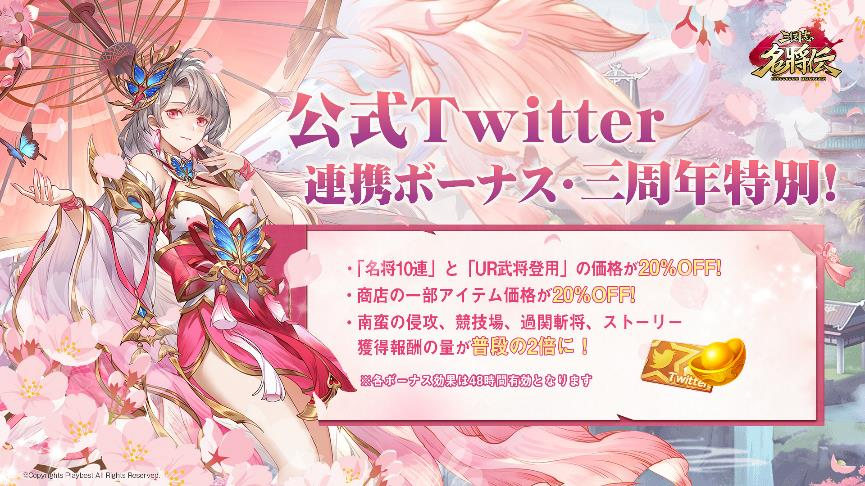 三国志
名将伝
公式Twitter
連携ボーナス・三周年特別!
・「名将10連」と「UR武将登用」の価格が20%OFF!
・商店の一部アイテム価格が20%OFF!
・南蛮の侵攻、競技場、過関斬将、ストーリー
獲得報酬の量が普段の2倍に！
※各ボーナス効果は48時間有効となります
Twitter
©Copyrights Playbest All Rights Reserved.